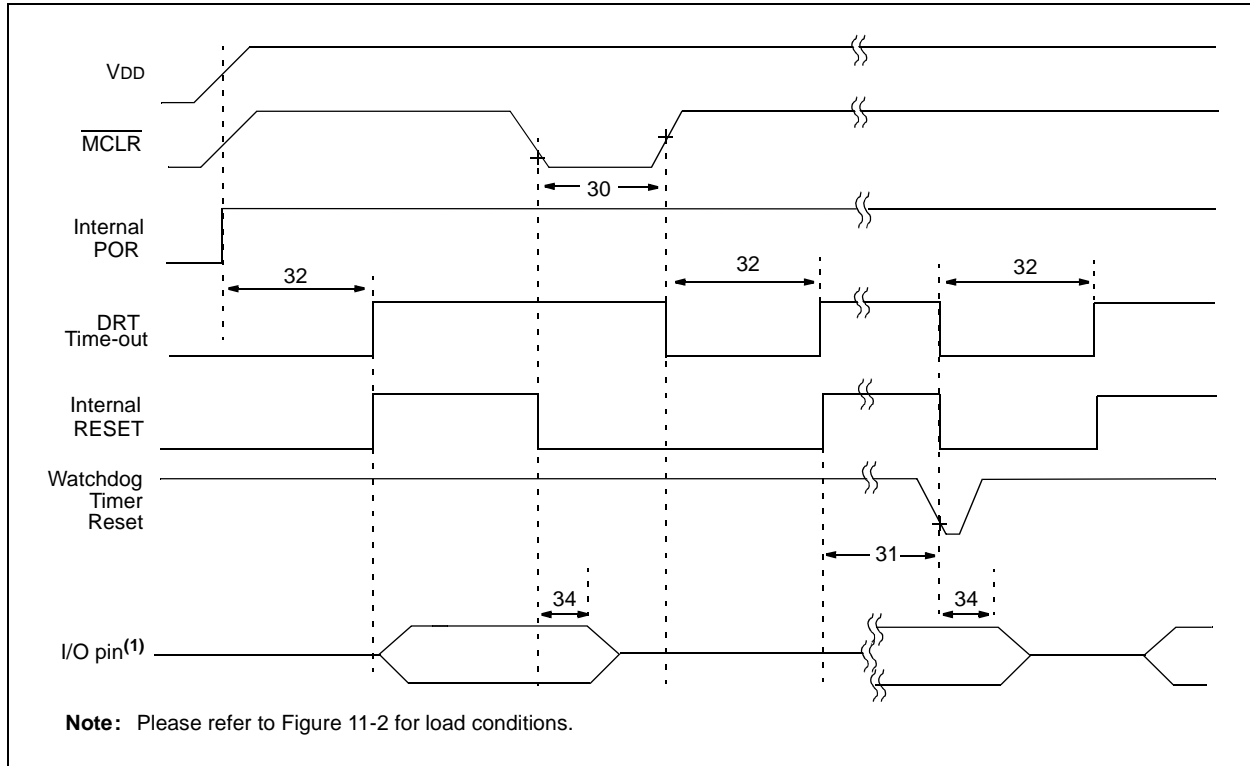 VDD
MCLR
30
Internal
POR
32
32
32
DRT
Time-out
Internal
RESET
Watchdog
Timer
Reset
31
34
34
I/O pin(1)
Note: Please refer to Figure 11-2 for load conditions.